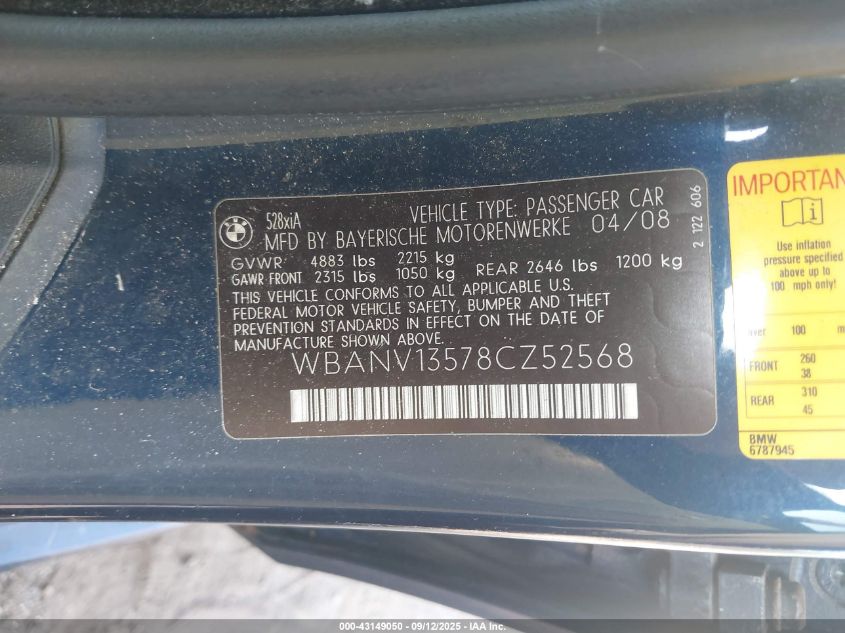 528xiA
VEHICLE TYPE: PASSENGER CAR
MFD BY BAYERISCHE MOTORENWERKE 04/08
GVWR 4883 lbs 2215 kg
GAWR FRONT 2315 lbs 1050 kg REAR 2646 lbs 1200 kg
THIS VEHICLE CONFORMS TO ALL APPLICABLE U.S.
FEDERAL MOTOR VEHICLE SAFETY, BUMPER AND THEFT
PREVENTION STANDARDS IN EFFECT ON THE DATE OF
MANUFACTURE SHOWN ABOVE.
WBANV13578CZ52568
2 122 606
IMPORTAN
Use inflation
pressure specified
above up to
100 mph only!
over 100 m
FRONT 260
38
REAR 310
45
BMW
6787945
000-43149050 - 09/12/2025 - IAA Inc.